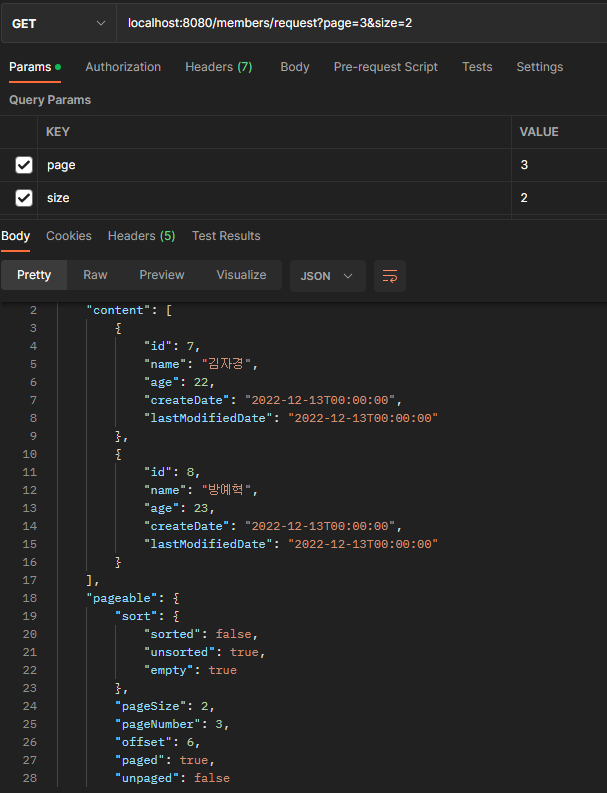 GET localhost:8080/members/request?page=3&size=2
Params Authorization Headers (7) Body Pre-request Script Tests Settings
Query Params
KEY VALUE
page 3
size 2
Body Cookies Headers (5) Test Results
Pretty Raw Preview Visualize JSON
2 "content": [
3 {
4 "id": 7,
5 "name": "김자경",
6 "age": 22,
7 "createDate": "2022-12-13T00:00:00",
8 "lastModifiedDate": "2022-12-13T00:00:00"
9 },
10 {
11 "id": 8,
12 "name": "방예혁",
13 "age": 23,
14 "createDate": "2022-12-13T00:00:00",
15 "lastModifiedDate": "2022-12-13T00:00:00"
16 }
17 ],
18 "pageable": {
19 "sort": {
20 "sorted": false,
21 "unsorted": true,
22 "empty": true
23 },
24 "pageSize": 2,
25 "pageNumber": 3,
26 "offset": 6,
27 "paged": true,
28 "unpaged": false